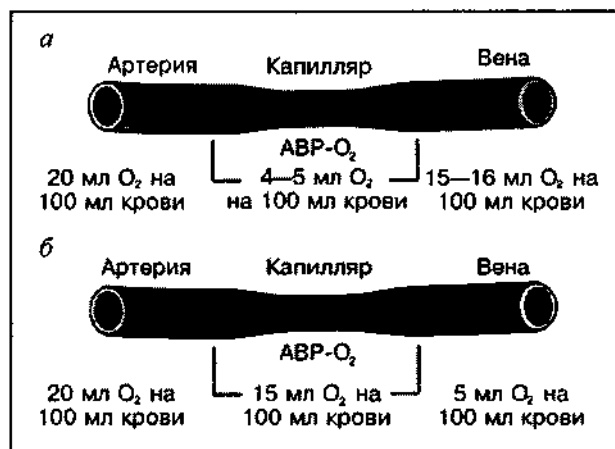 а
Артерия Капилляр Вена
АВР-O₂
20 мл O₂ на 4—5 мл O₂ 15—16 мл O₂ на
100 мл крови на 100 мл крови 100 мл крови
б
Артерия Капилляр Вена
АВР-O₂
20 мл O₂ на 15 мл O₂ на 5 мл O₂ на
100 мл крови 100 мл крови 100 мл крови